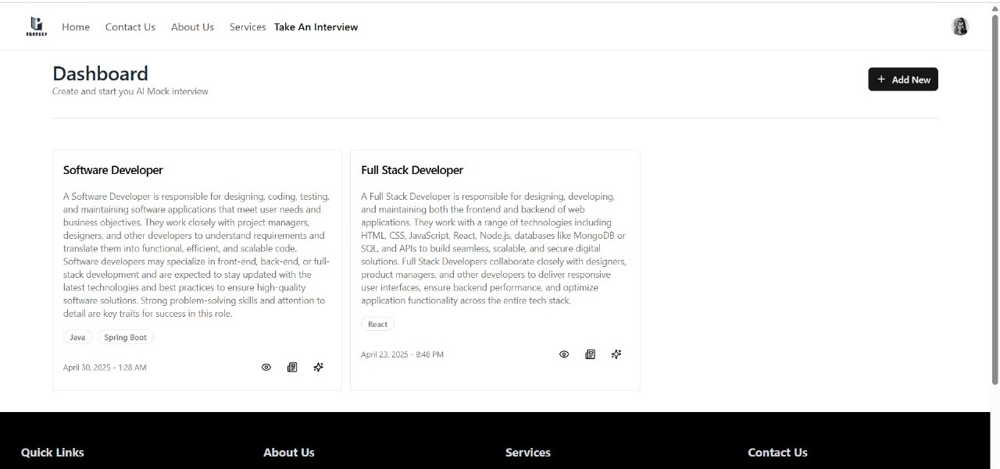 PROPREP
Home Contact Us About Us Services Take An Interview
Dashboard
Create and start you AI Mock interview
+ Add New
Software Developer
A Software Developer is responsible for designing, coding, testing,
and maintaining software applications that meet user needs and
business objectives. They work closely with project managers,
designers, and other developers to understand requirements and
translate them into functional, efficient, and scalable code.
Software developers may specialize in front-end, back-end, or full-
stack development and are expected to stay updated with the
latest technologies and best practices to ensure high-quality
software solutions. Strong problem-solving skills and attention to
detail are key traits for success in this role.
Java Spring Boot
April 30, 2025 - 1:28 AM
Full Stack Developer
A Full Stack Developer is responsible for designing, developing,
and maintaining both the frontend and backend of web
applications. They work with a range of technologies including
HTML, CSS, JavaScript, React, Node.js, databases like MongoDB or
SQL, and APIs to build seamless, scalable, and secure digital
solutions. Full Stack Developers collaborate closely with designers,
product managers, and other developers to deliver responsive
user interfaces, ensure backend performance, and optimize
application functionality across the entire tech stack.
React
April 23, 2025 - 8:48 PM
Quick Links About Us Services Contact Us